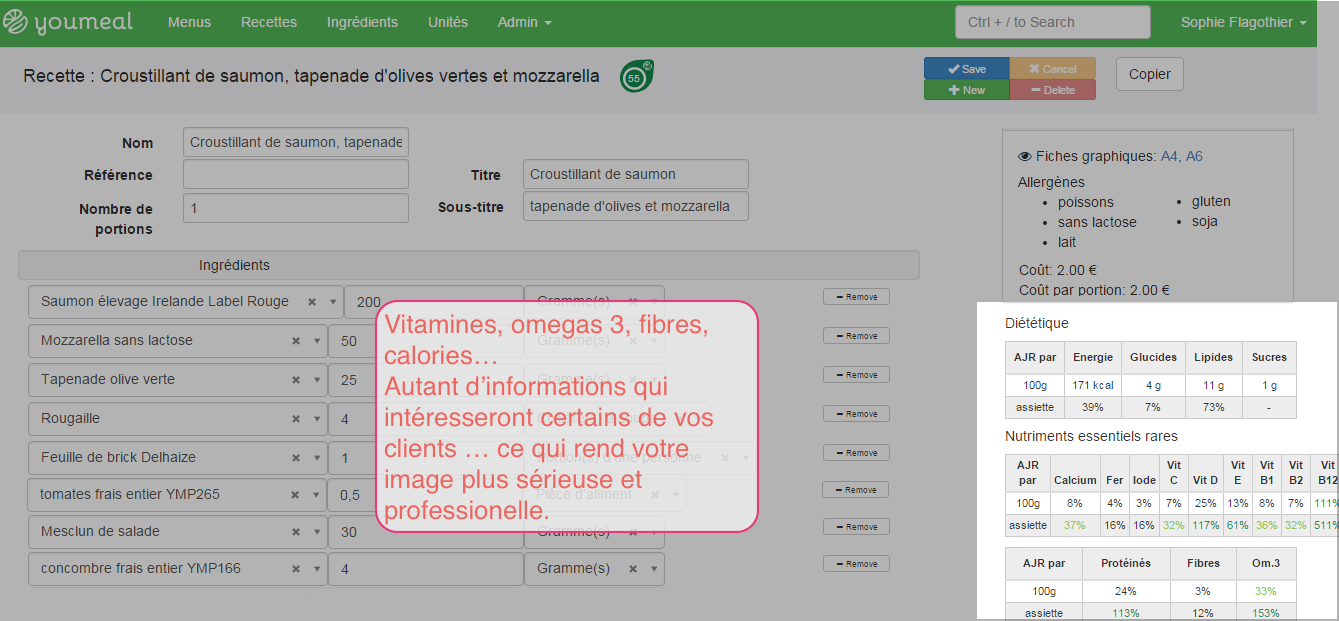 youmeal Menus Recettes Ingrédients Unités Admin Ctrl + / to Search Sophie Flagothier
Recette : Croustillant de saumon, tapenade d'olives vertes et mozzarella 55 Save Cancel Copier
New Delete
Nom Croustillant de saumon, tapenade
Référence Titre Croustillant de saumon
Nombre de portions 1 Sous-titre tapenade d'olives et mozzarella
Fiches graphiques: A4, A6
Allergènes
• poissons • gluten
• sans lactose • soja
• lait
Coût: 2.00 €
Coût par portion: 2.00 €
Ingrédients
Saumon élevage Irelande Label Rouge 200 Gramme(s) Remove
Mozzarella sans lactose 50 Gramme(s) Remove
Tapenade olive verte 25 Remove
Rougaille 4 Remove
Feuille de brick Delhaize 1 Portion(s) d'une personne Remove
tomates frais entier YMP265 0,5 Pièce d'aliment Remove
Mesclun de salade 30 Gramme(s) Remove
concombre frais entier YMP166 4 Gramme(s) Remove
Vitamines, omegas 3, fibres,
calories…
Autant d'informations qui
intéresseront certains de vos
clients … ce qui rend votre
image plus sérieuse et
professionelle.
Diététique
AJR par Energie Glucides Lipides Sucres
100g 171 kcal 4 g 11 g 1 g
assiette 39% 7% 73% -
Nutriments essentiels rares
AJR par Calcium Fer Iode Vit C Vit D Vit E Vit B1 Vit B2 Vit B12
100g 8% 4% 3% 7% 25% 13% 8% 7% 111%
assiette 37% 16% 16% 32% 117% 61% 36% 32% 511%
AJR par Protéinés Fibres Om.3
100g 24% 3% 33%
assiette 113% 12% 153%